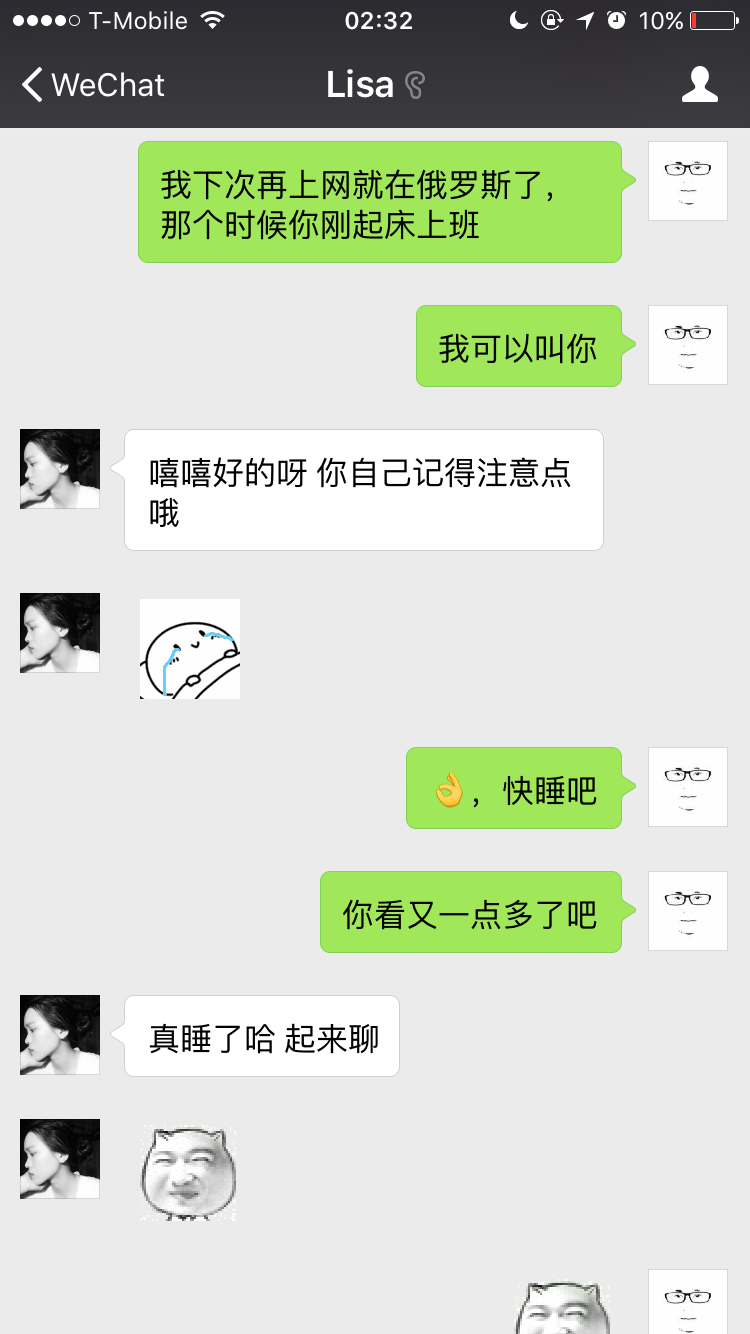 T-Mobile 02:32 10%
WeChat Lisa
我下次再上网就在俄罗斯了，
那个时候你刚起床上班
我可以叫你
嘻嘻好的呀 你自己记得注意点
哦
👌，快睡吧
你看又一点多了吧
真睡了哈 起来聊